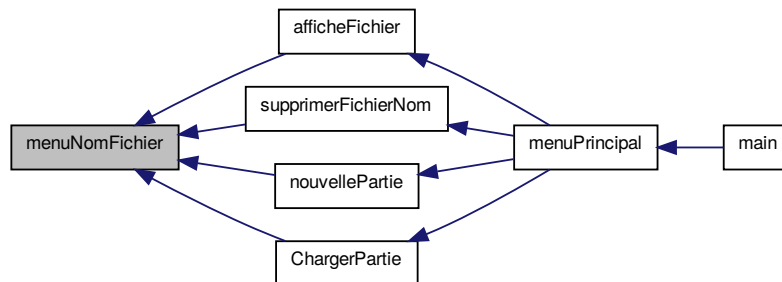 afficheFichier
supprimerFichierNom
menuNomFichier
menuPrincipal
main
nouvellePartie
ChargerPartie